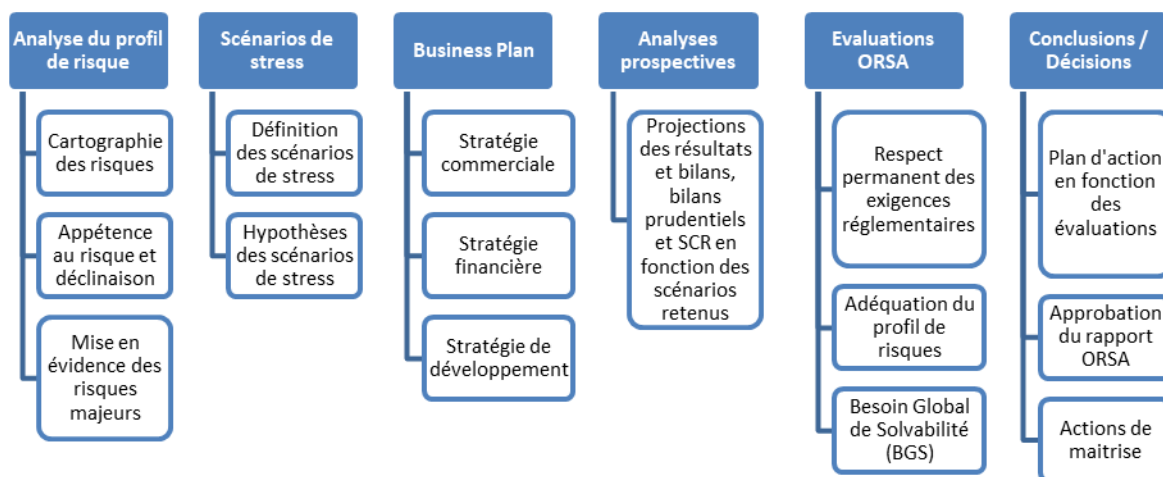 Analyse du profil
de risque
Cartographie
des risques
Appétence
au risque et
déclinaison
Mise en
évidence des
risques
majeurs
Scénarios de
stress
Définition
des scénarios
de stress
Hypothèses
des scénarios
de stress
Business Plan
Stratégie
commerciale
Stratégie
financière
Stratégie de
développement
Analyses
prospectives
Projections
des résultats
et bilans,
bilans
prudentiels
et SCR en
fonction des
scénarios
retenus
Evaluations
ORSA
Respect
permanent des
exigences
réglementaires
Adéquation du
profil de
risques
Besoin Global
de Solvabilité
(BGS)
Conclusions /
Décisions
Plan d'action
en fonction
des
évaluations
Approbation
du rapport
ORSA
Actions de
maitrise